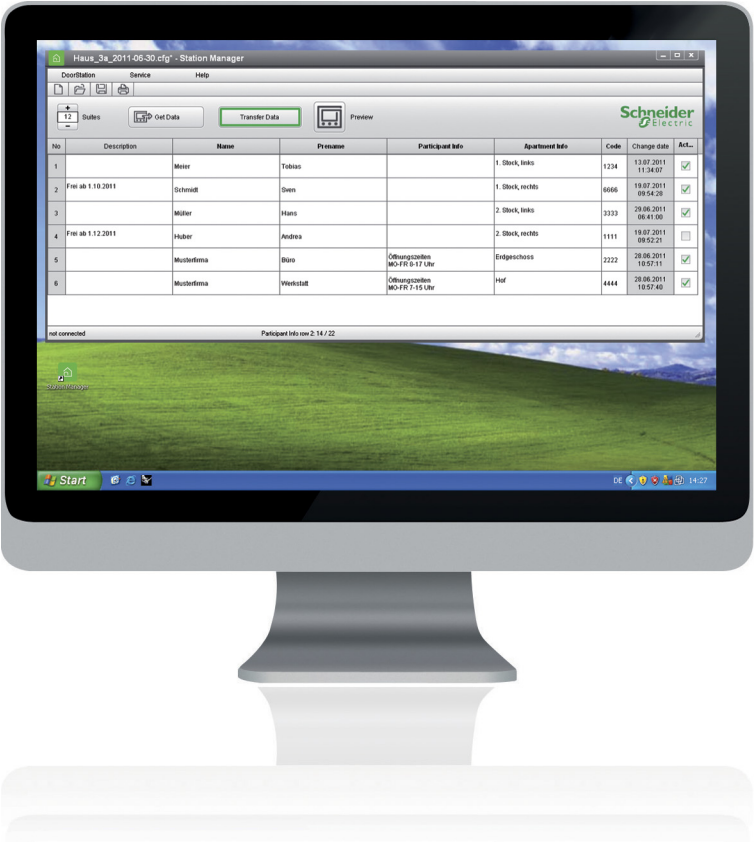 Haus_3a_2011-06-30.cfg* - Station Manager
DoorStation Service Help
12 Suites Get Data Transfer Data Preview
Schneider
Electric
No Description Name Prename Participant Info Apartment Info Code Change date Act...
1 Meier Tobias 1. Stock, links 1234 13.07.2011
11:34:07
2 Frei ab 1.10.2011 Schmidt Sven 1. Stock, rechts 6666 19.07.2011
09:54:28
3 Müller Hans 2. Stock, links 3333 29.06.2011
06:41:00
4 Frei ab 1.12.2011 Huber Andrea 2. Stock, rechts 1111 19.07.2011
09:52:21
5 Musterfirma Büro Öffnungszeiten Erdgeschoss 2222 28.06.2011
MO-FR 8-17 Uhr 10:57:11
6 Musterfirma Werkstatt Öffnungszeiten Hof 4444 28.06.2011
MO-FR 7-15 Uhr 10:57:40
not connected Participant Info row 2: 14 / 22
Station Manager
Start DE 14:27